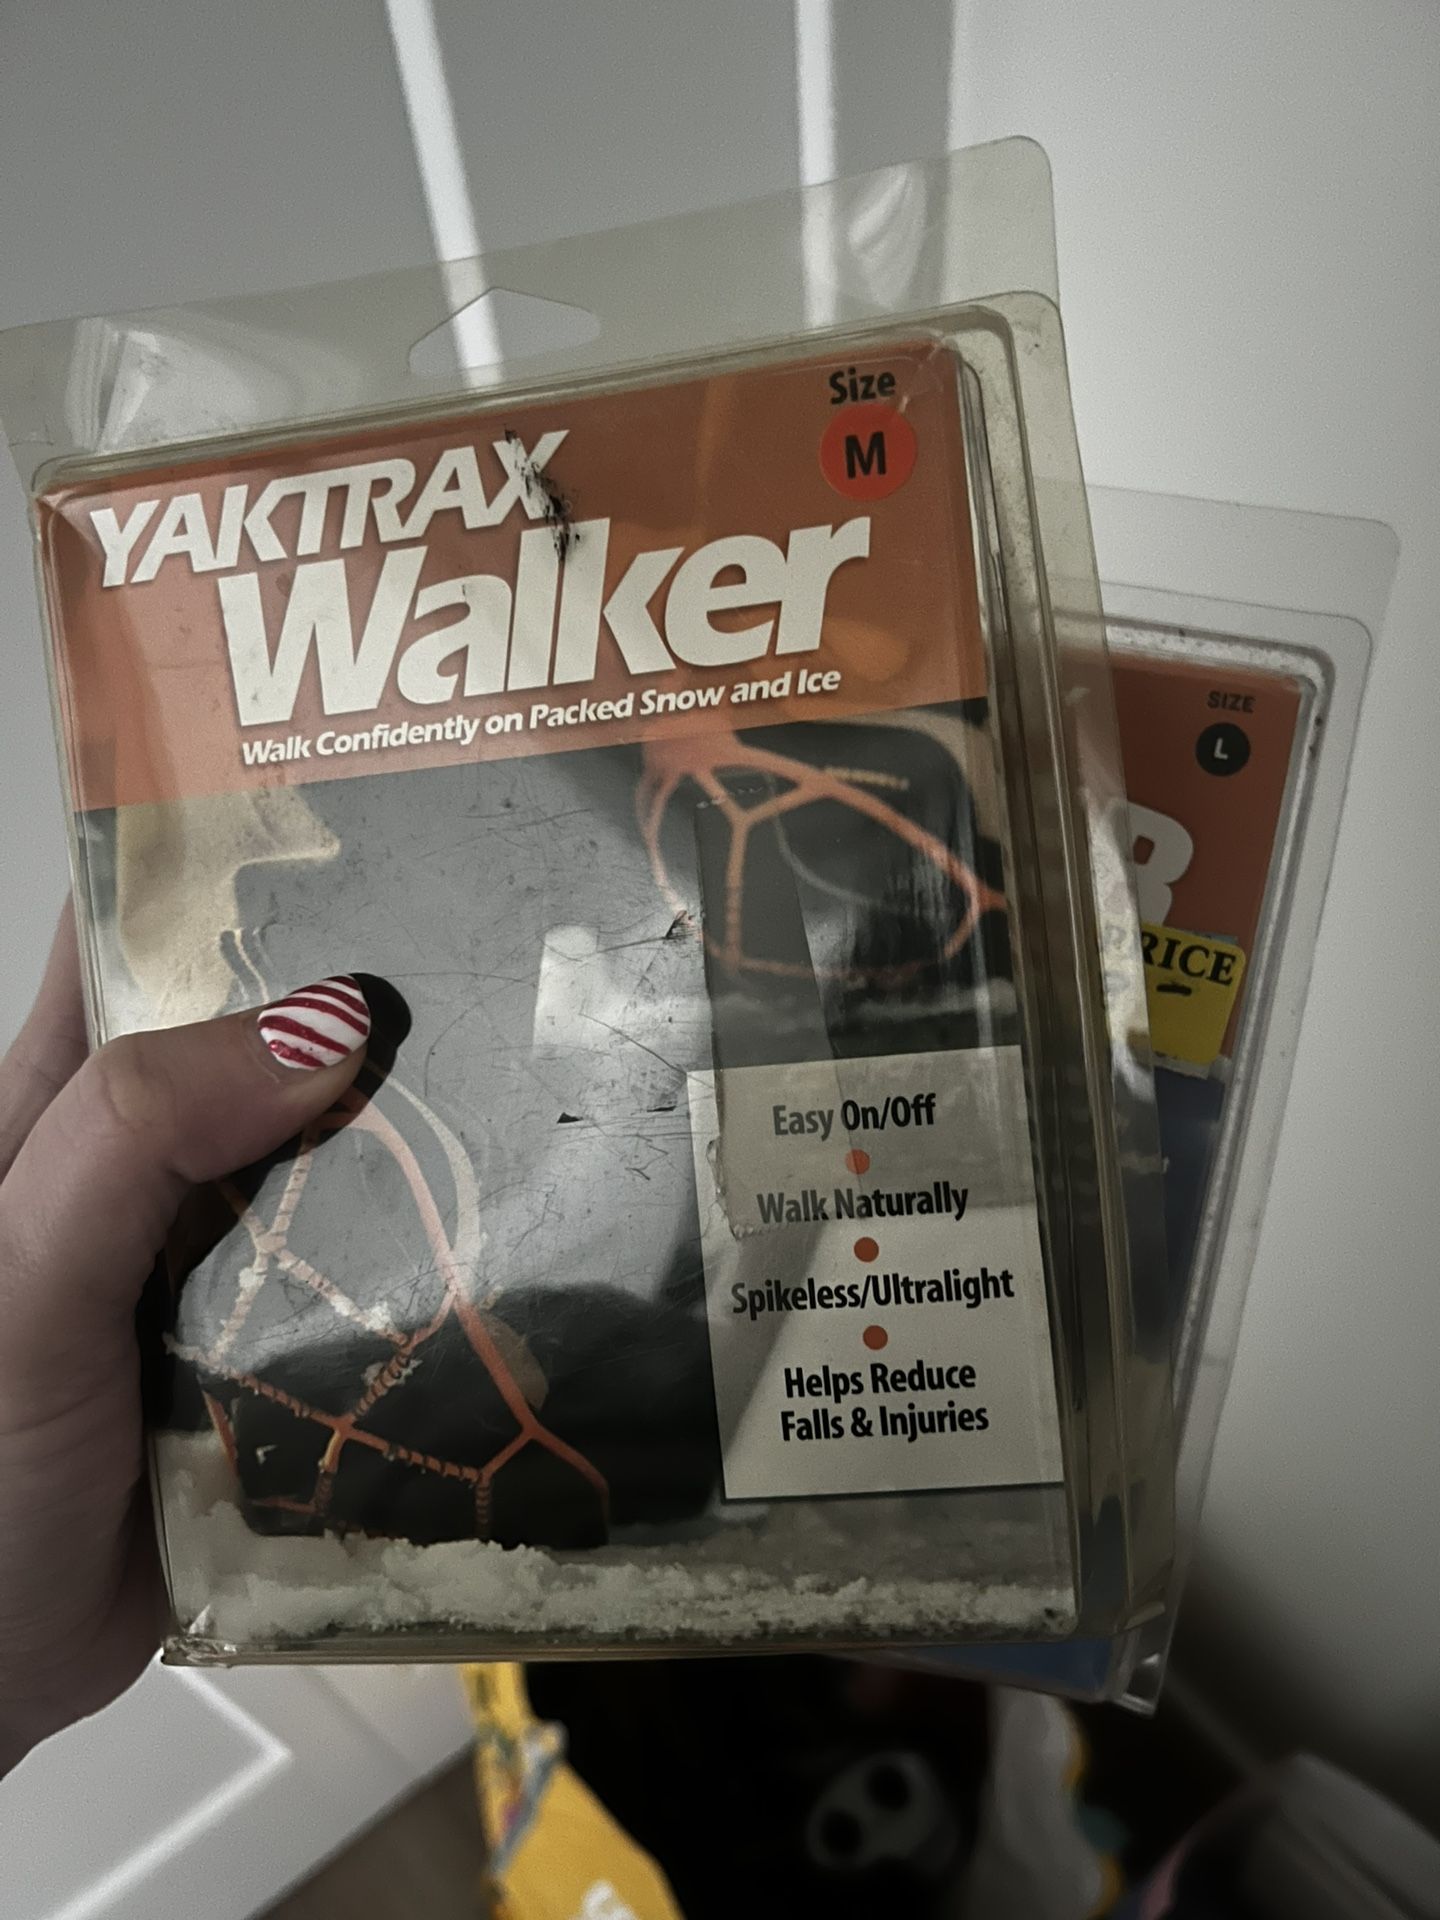 Size
M
YAKTRAX
Walker
Walk Confidently on Packed Snow and Ice
Easy On/Off
Walk Naturally
Spikeless/Ultralight
Helps Reduce
Falls & Injuries
SIZE
L
R
PRICE